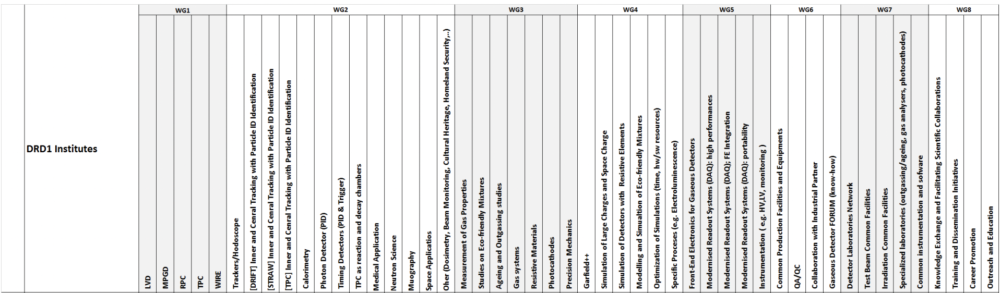 WG1
WG2
WG3
WG4
WG5
WG6
WG7
WG8
DRD1 Institutes
LVD
MPGD
RPC
TPC
WIRE
Trackers/Hodoscope
[DRIFT] Inner and Cenral Tracking with Particle ID Identification
[STRAW] Inner and Cenral Tracking with Particle ID Identification
[TPC] Inner and Cenral Tracking with Particle ID Identification
Calorimetry
Photon Detector (PID)
Timing Detectors (PID & Trigger)
TPC as reaction and decay chambers
Medical Application
Neutron Science
Muography
Space Applicatios
Oher (Dosimetry, Beam Monitoring, Cultural Heritage, Homeland Security,..)
Measurement of Gas Properties
Studies on Eco-friendly Mixtures
Ageing and Outgassing studies
Gas systems
Resistive Materials
Photocathodes
Precision Mechanics
Garfield++
Simulation of Large Charges and Space Charge
Simulation of Detectors with Resistive Elements
Modelling and Simualtion of Eco-friendly Mixtures
Optimization of Simulations (time, hw/sw resources)
Specific Proceses (e.g. Electroluminescence)
Front-End Electronics for Gaseous Detectors
Modernised Readout Systems (DAQ): high performances
Modernised Readout Systems (DAQ); FE Integration
Modernised Readout Systems (DAQ): portability
Instrumentation ( e.g. HV,LV, monitoring )
Common Production Facilities and Equipments
QA/QC
Collaboration with Industrial Partner
Gaseous Detector FORUM (know-how)
Detector Laboratories Network
Test Beam Common Facilities
Irradiation Common Facilities
Specialized laboratories (outgassing/ageing, gas analysers, photocathodes)
Common instrumentation and sofware
Knowledge Exchange and Facilitating Scientific Collaborations
Training and Dissemination Initiatives
Career Promotion
Outreach and Education